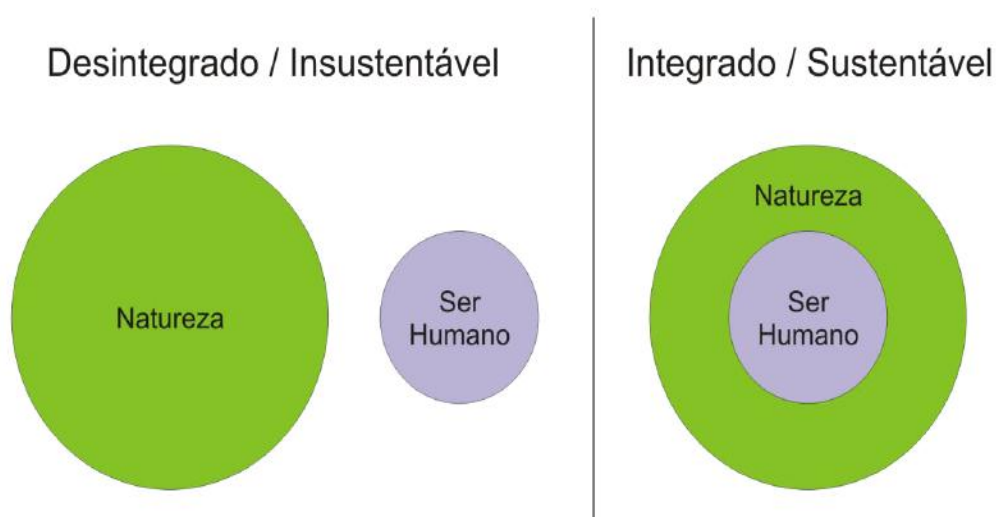 Desintegrado / Insustentável
Integrado / Sustentável
Natureza
Ser
Humano
Natureza
Ser
Humano